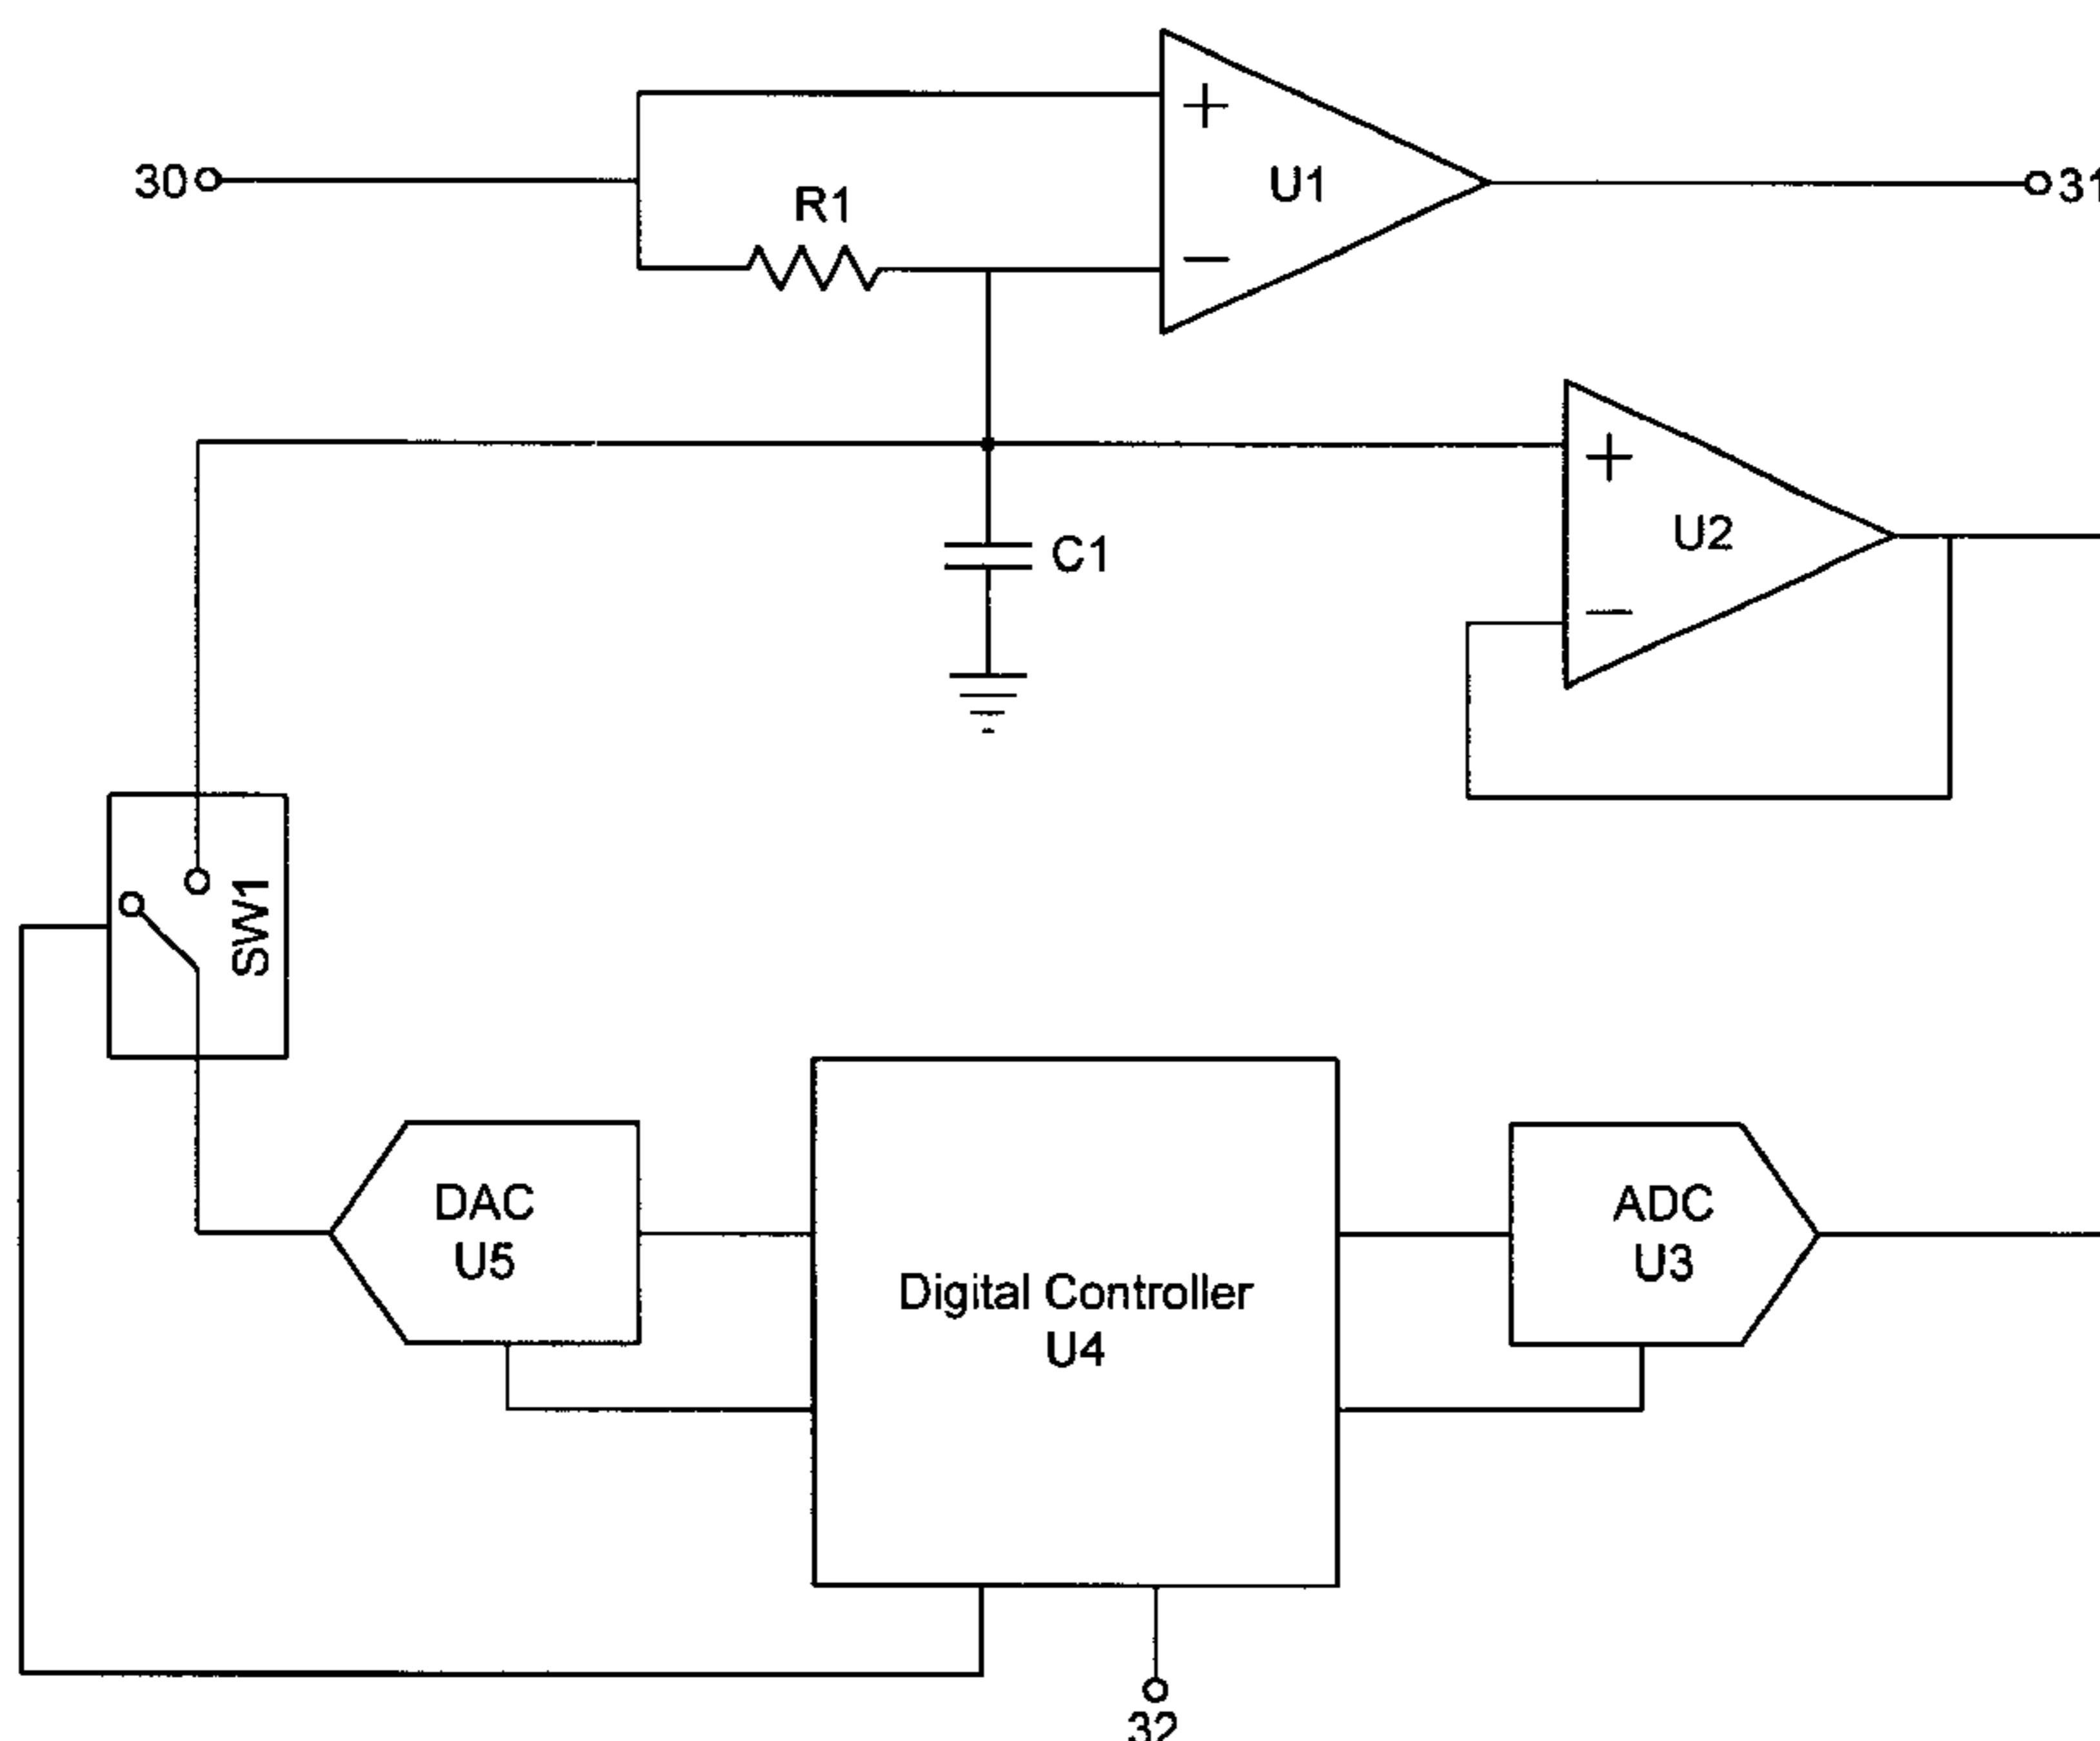 30
R1
+
−
U1
31
+
−
U2
C1
SW1
DAC
U5
Digital Controller
U4
ADC
U3
32